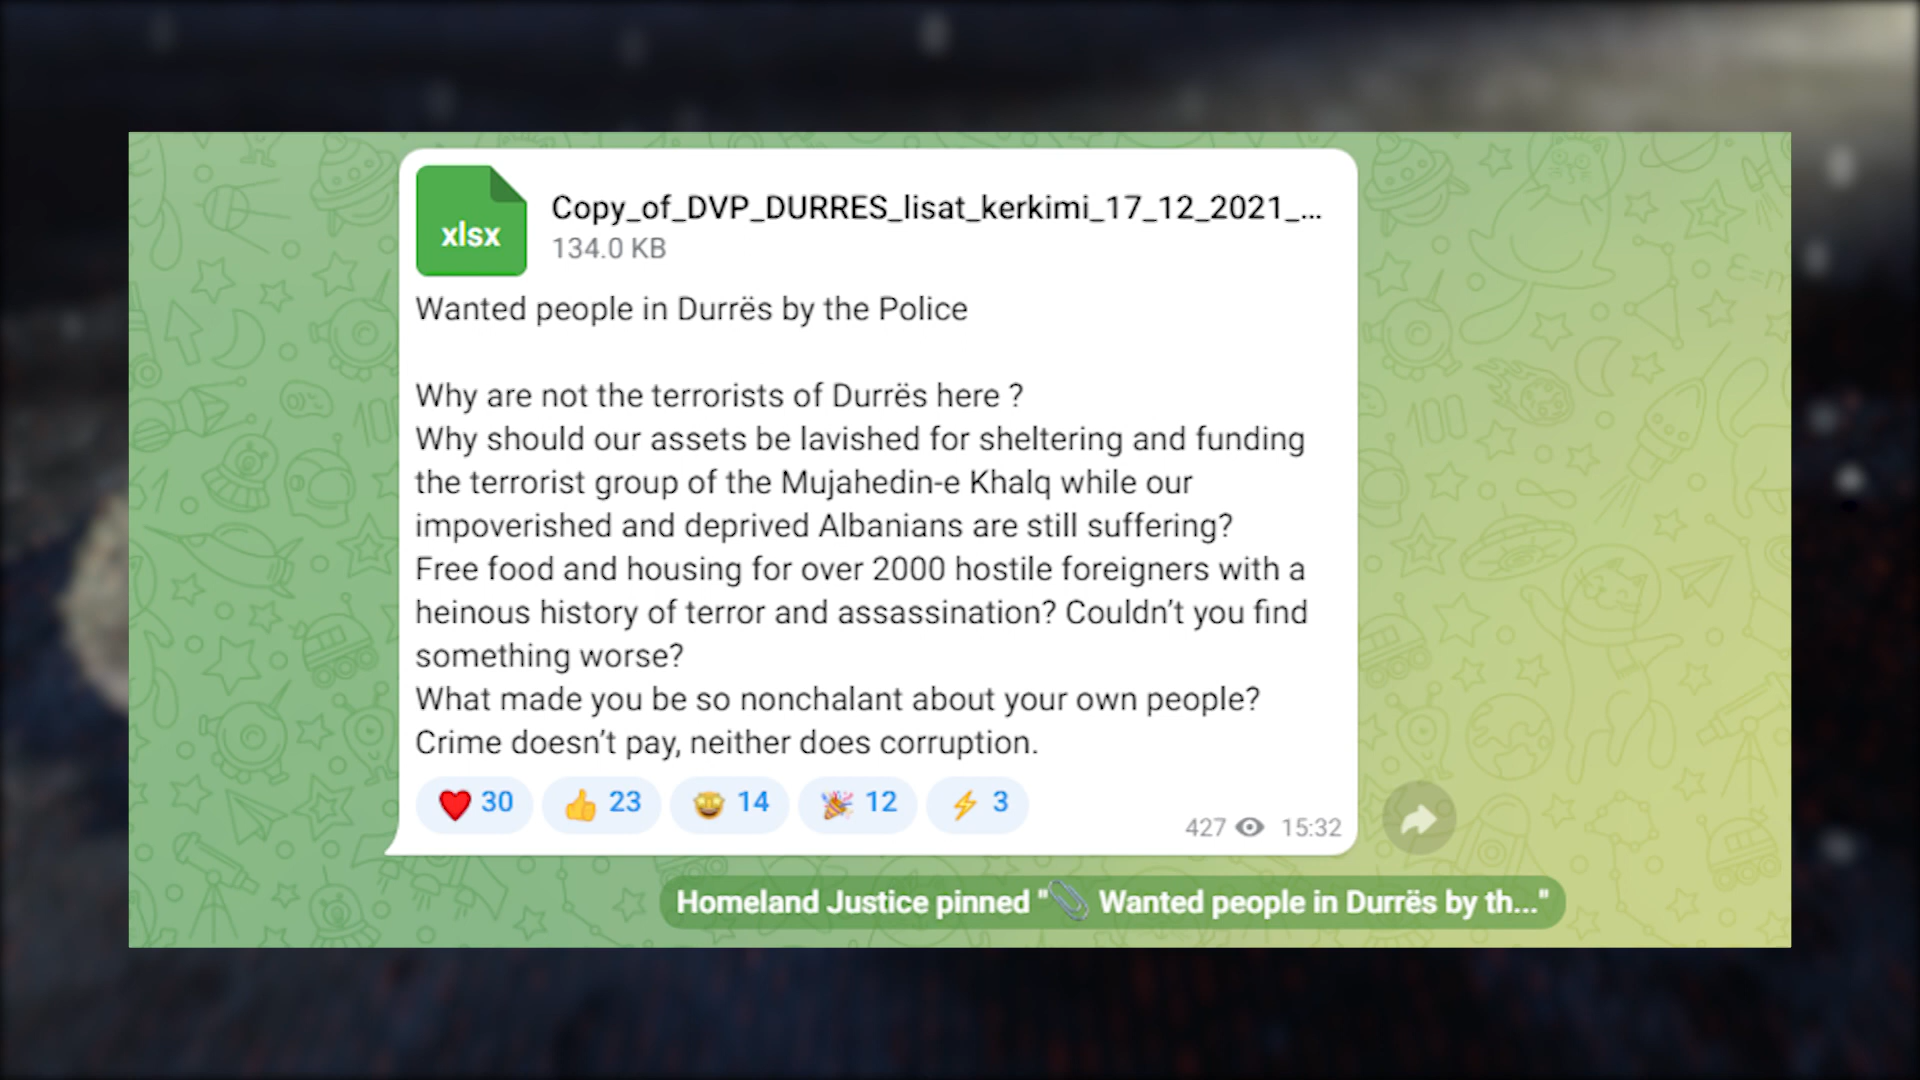 xlsx
Copy_of_DVP_DURRES_lisat_kerkimi_17_12_2021_...
134.0 KB
Wanted people in Durrës by the Police
Why are not the terrorists of Durrës here ?
Why should our assets be lavished for sheltering and funding
the terrorist group of the Mujahedin-e Khalq while our
impoverished and deprived Albanians are still suffering?
Free food and housing for over 2000 hostile foreigners with a
heinous history of terror and assassination? Couldn’t you find
something worse?
What made you be so nonchalant about your own people?
Crime doesn’t pay, neither does corruption.
30 23 14 12 3
427 15:32
Homeland Justice pinned "📎 Wanted people in Durrës by th..."